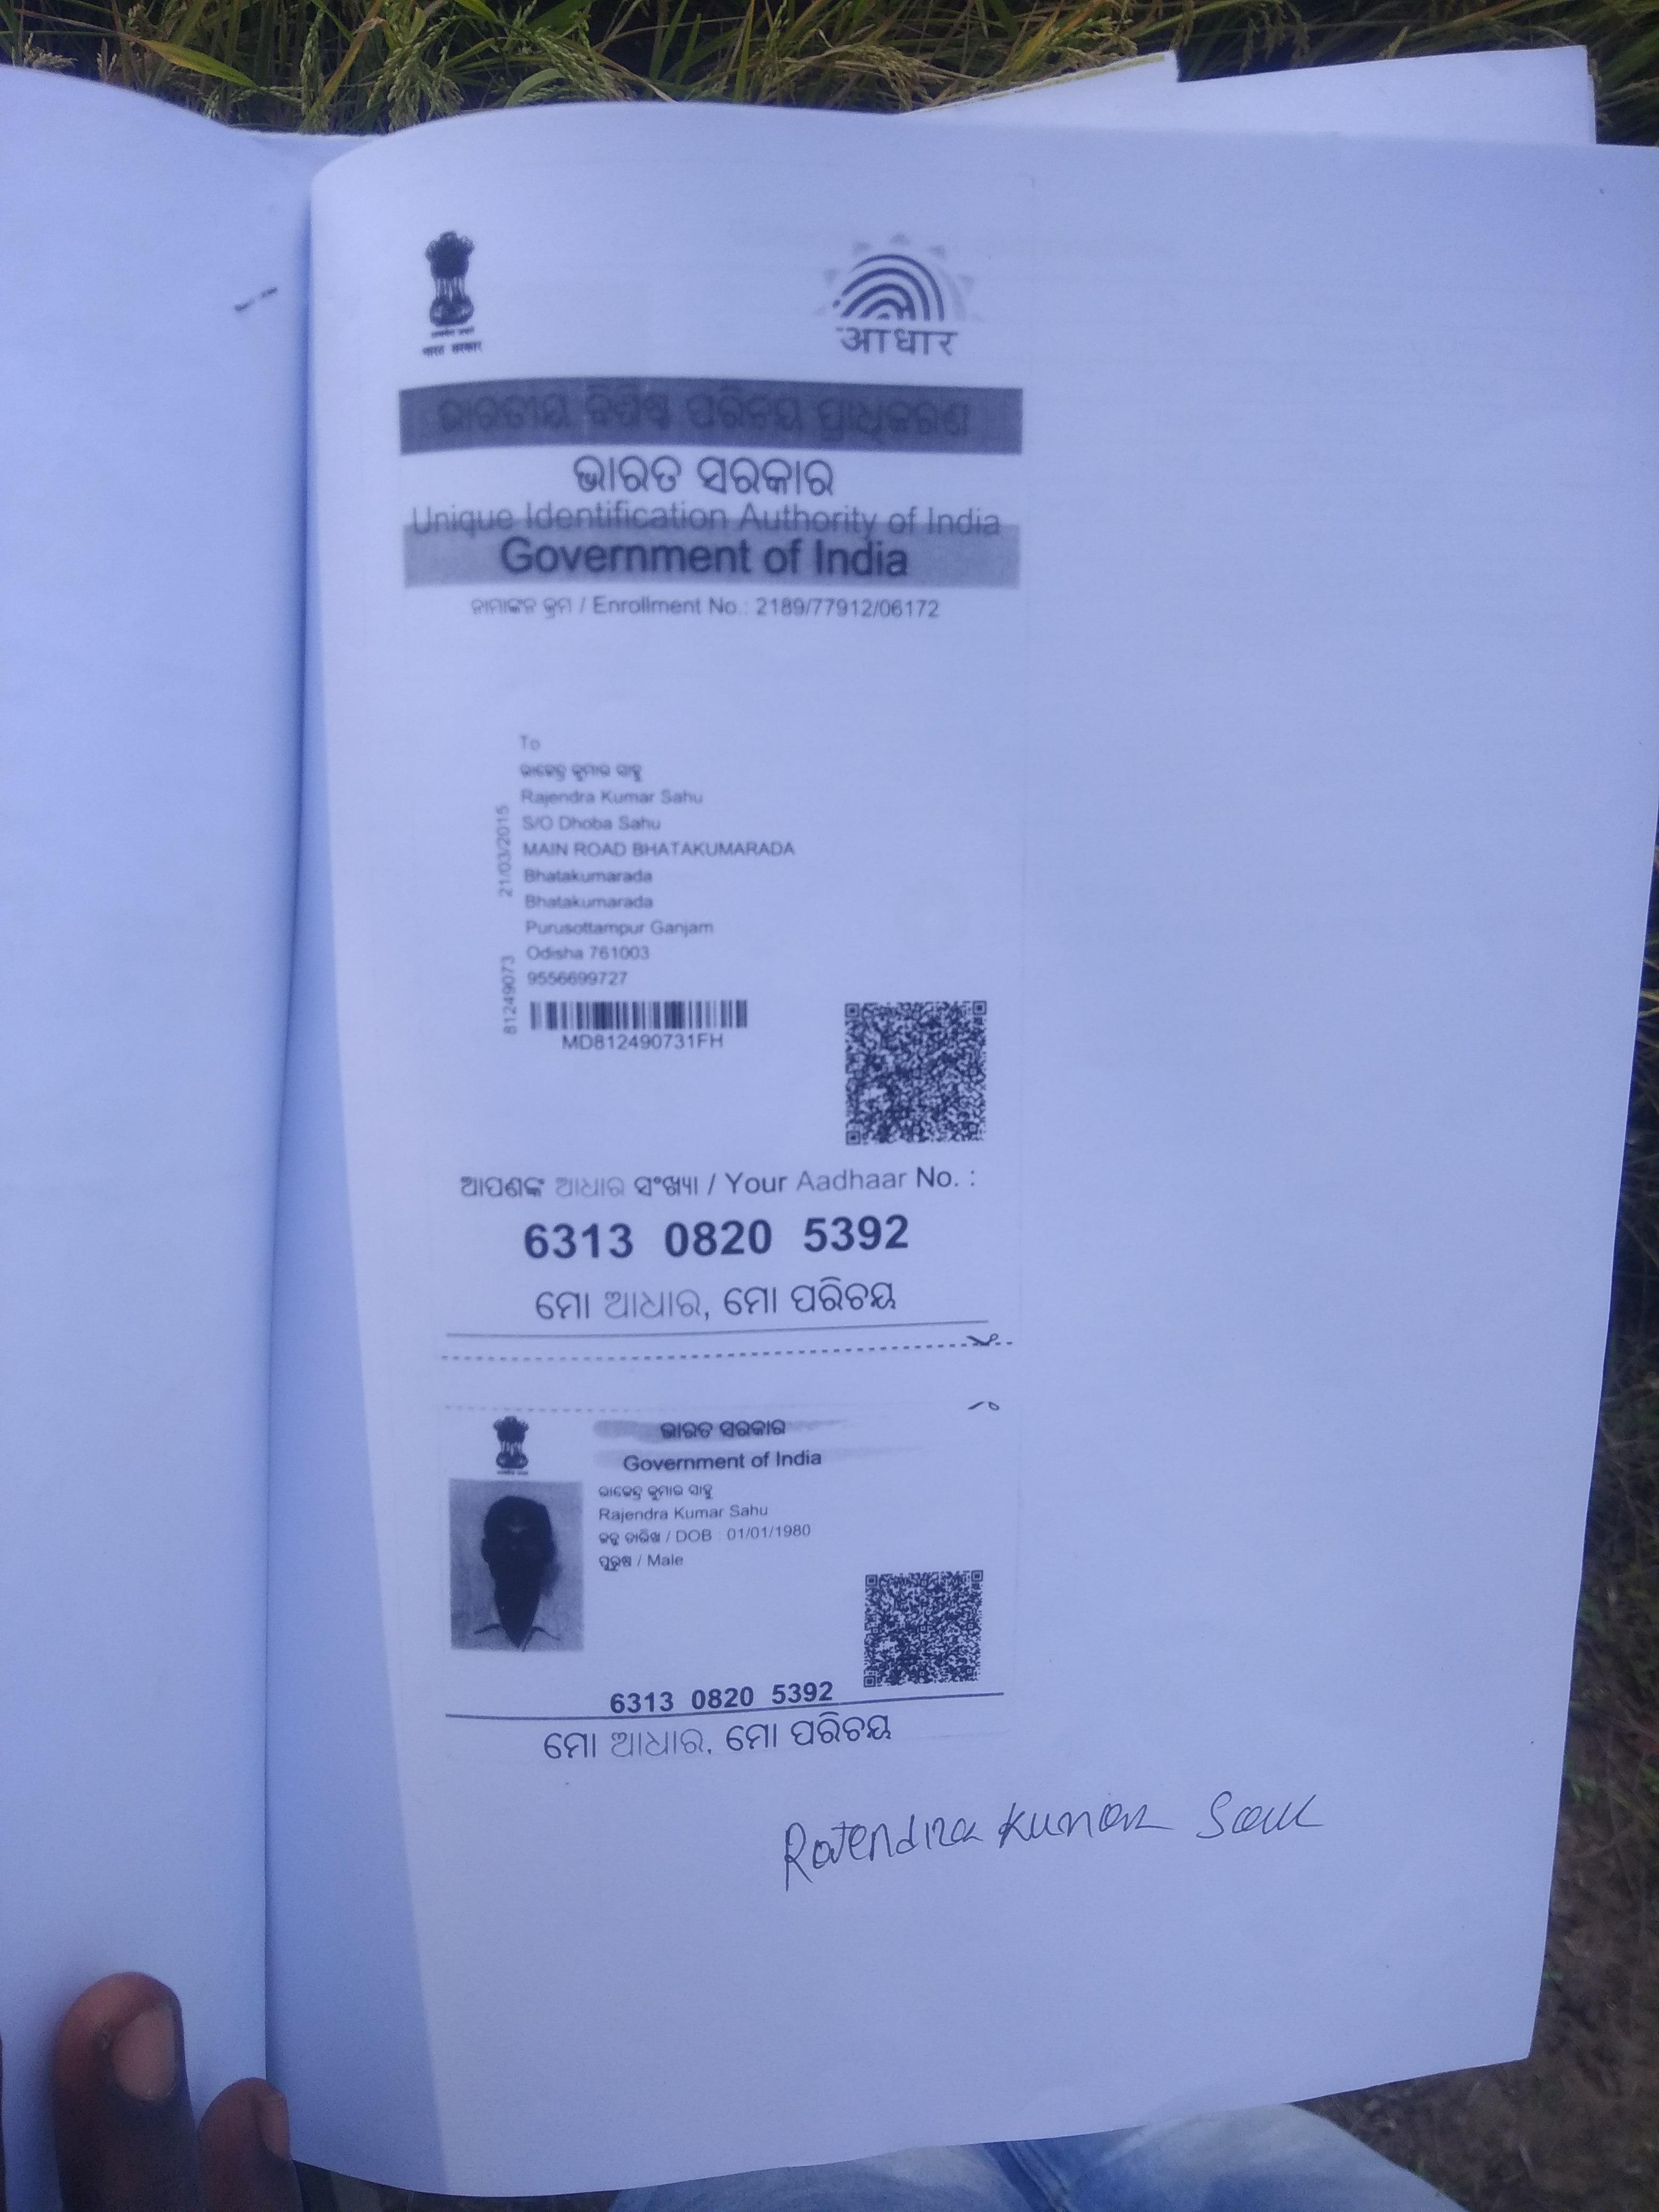 भारत सरकार
आधार
ଭାରତୀୟ ବିଶିଷ୍ଟ ପରିଚୟ ପ୍ରାଧିକରଣ
ଭାରତ ସରକାର
Unique Identification Authority of India
Government of India
ନାମାଙ୍କନ କ୍ରମ / Enrollment No.: 2189/77912/06172
To
ରାଜେନ୍ଦ୍ର କୁମାର ସାହୁ
Rajendra Kumar Sahu
S/O Dhoba Sahu
MAIN ROAD BHATAKUMARADA
Bhatakumarada
Bhatakumarada
Purusottampur Ganjam
Odisha 761003
9556699727
21/03/2015
81249073
MD812490731FH
ଆପଣଙ୍କ ଆଧାର ସଂଖ୍ୟା / Your Aadhaar No. :
6313 0820 5392
ମୋ ଆଧାର, ମୋ ପରିଚୟ
ଭାରତ ସରକାର
Government of India
ରାଜେନ୍ଦ୍ର କୁମାର ସାହୁ
Rajendra Kumar Sahu
ଜନ୍ମ ତାରିଖ / DOB : 01/01/1980
ପୁରୁଷ / Male
6313 0820 5392
ମୋ ଆଧାର, ମୋ ପରିଚୟ
Rajendra Kumar